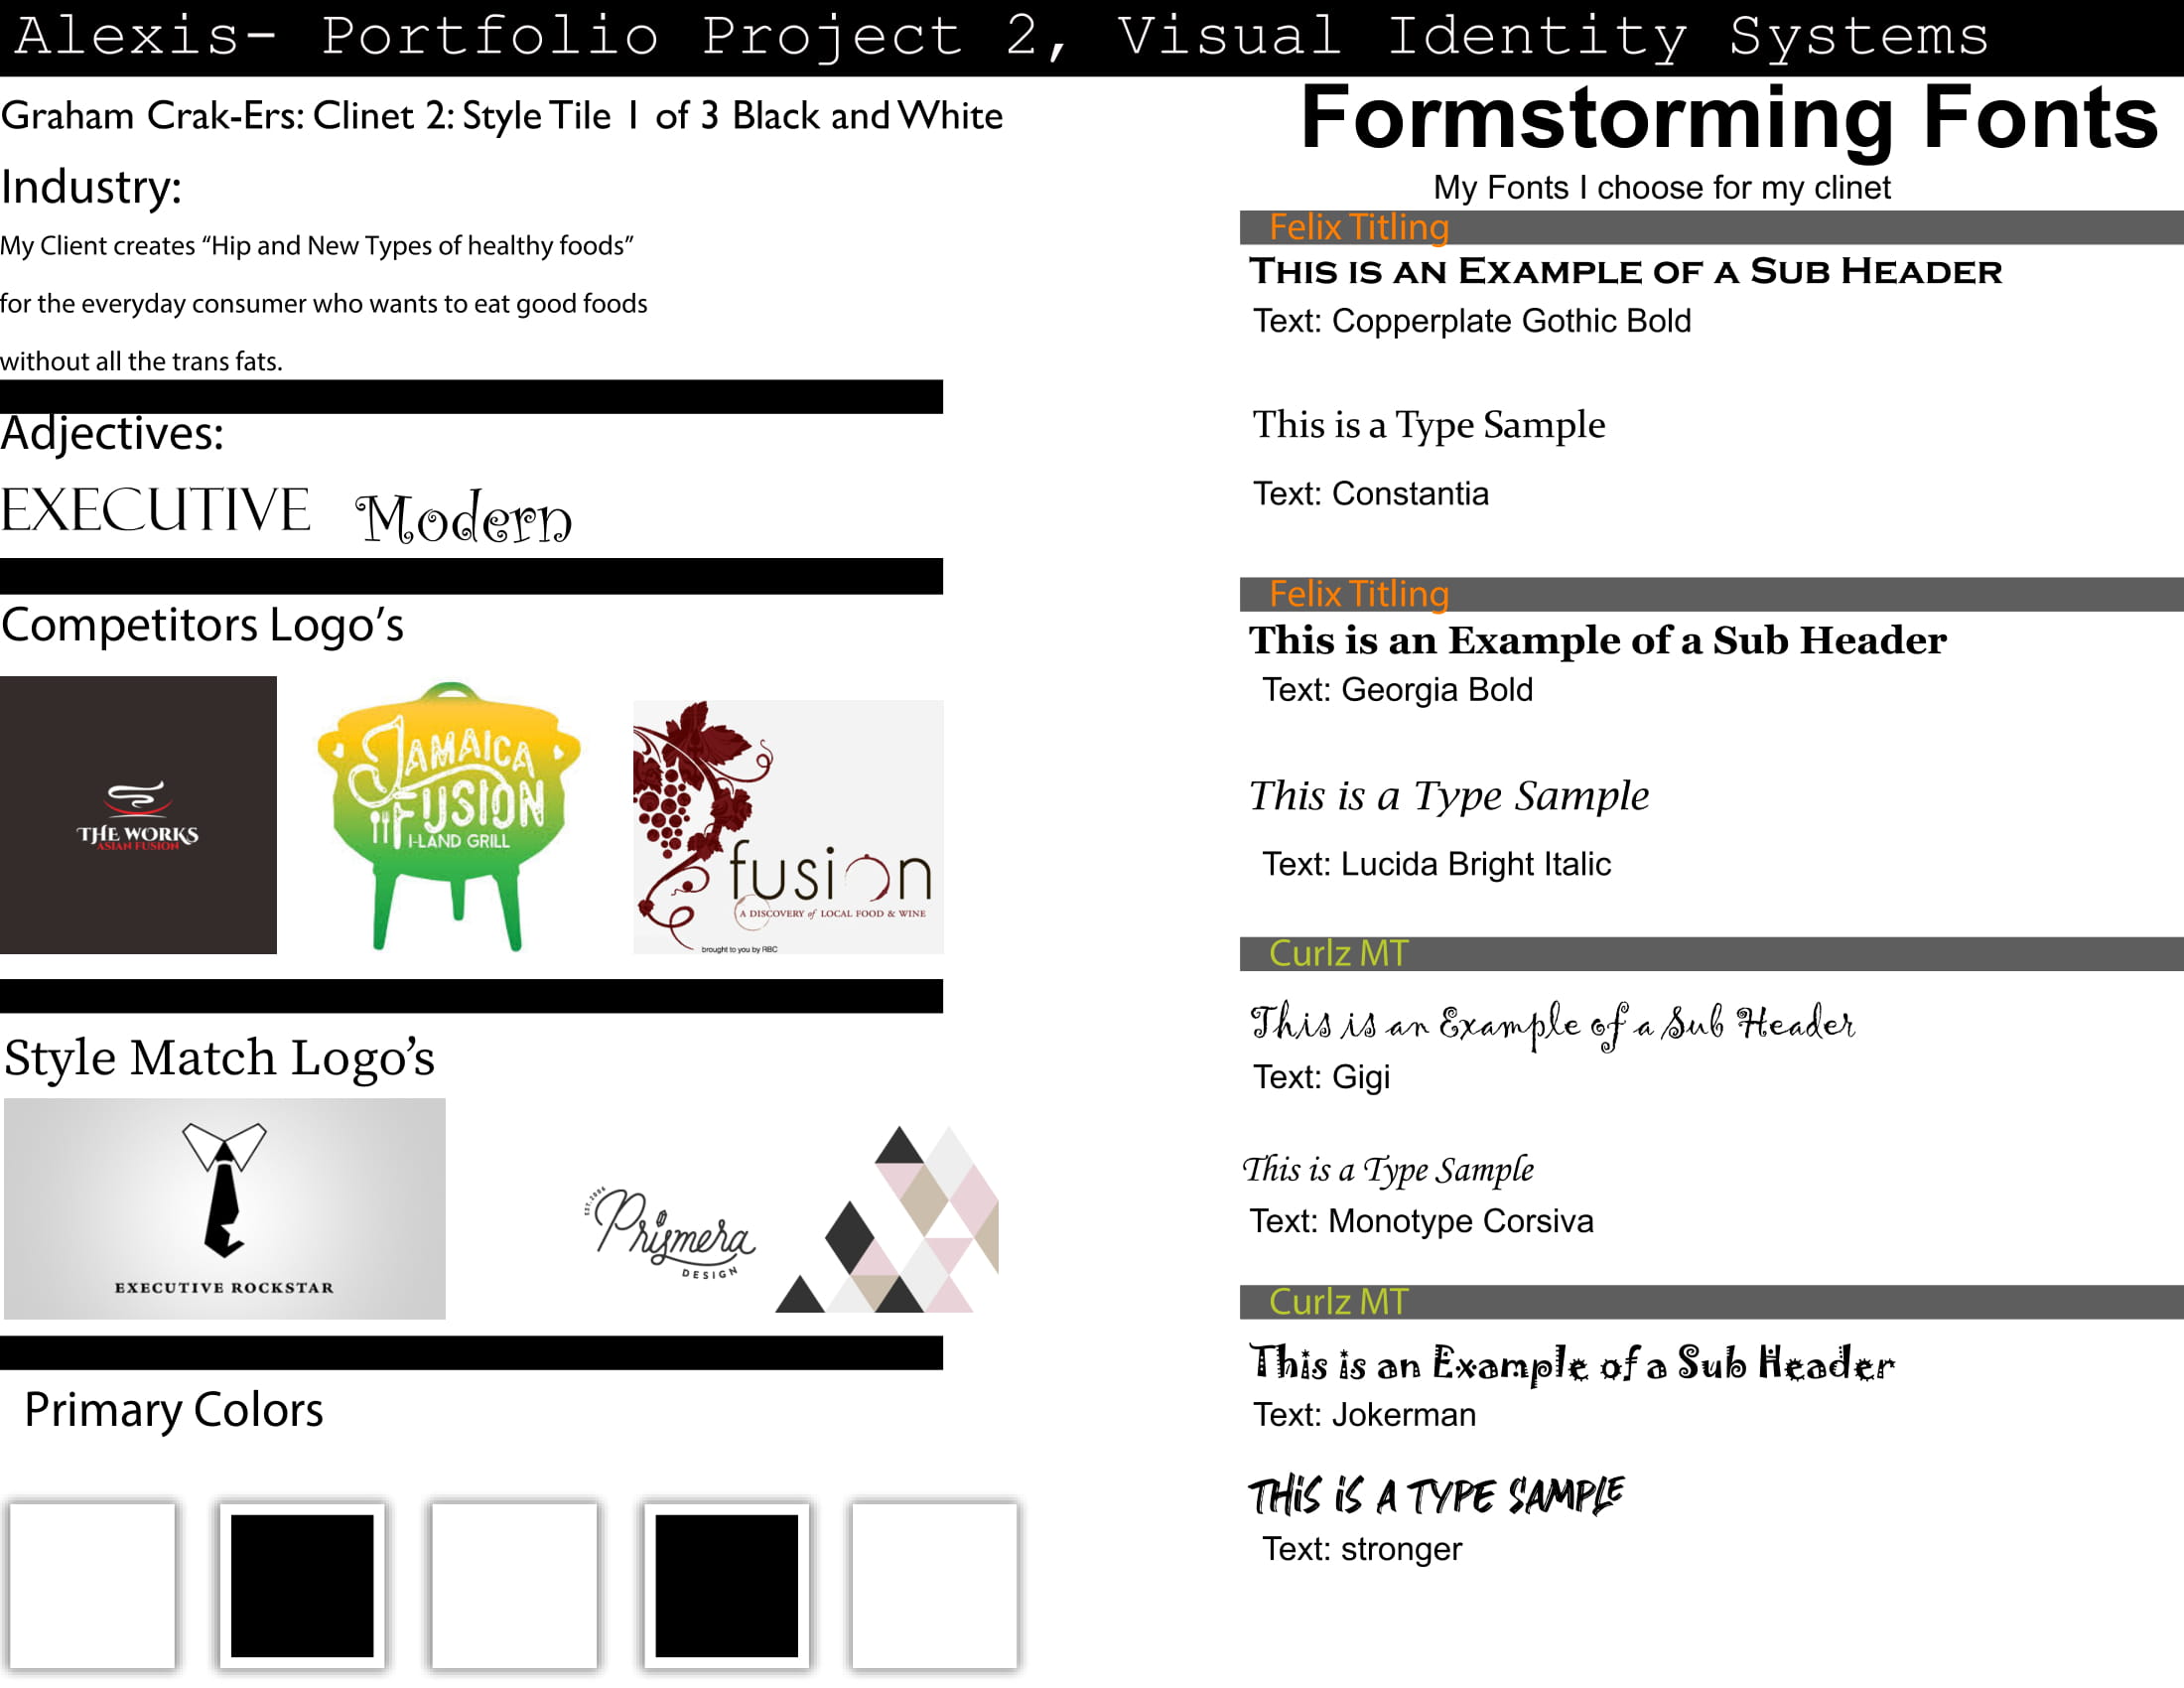 Alexis- Portfolio Project 2, Visual Identity Systems
Graham Crak-Ers: Clinet 2: Style Tile 1 of 3 Black and White
Industry:
My Client creates “Hip and New Types of healthy foods”
for the everyday consumer who wants to eat good foods
without all the trans fats.
Adjectives:
EXECUTIVE Modern
Competitors Logo’s
THE WORKS
ASIAN FUSION
JAMAICA
FUSION
I-LAND GRILL
fusion
A DISCOVERY of LOCAL FOOD & WINE
brought to you by RBC
Style Match Logo’s
EXECUTIVE ROCKSTAR
EST. 2006
Prismera
DESIGN
Primary Colors
Formstorming Fonts
My Fonts I choose for my clinet
Felix Titling
This is an Example of a Sub Header
Text: Copperplate Gothic Bold
This is a Type Sample
Text: Constantia
Felix Titling
This is an Example of a Sub Header
Text: Georgia Bold
This is a Type Sample
Text: Lucida Bright Italic
Curlz MT
This is an Example of a Sub Header
Text: Gigi
This is a Type Sample
Text: Monotype Corsiva
Curlz MT
This is an Example of a Sub Header
Text: Jokerman
THiS iS A TYPE SAMPLE
Text: stronger